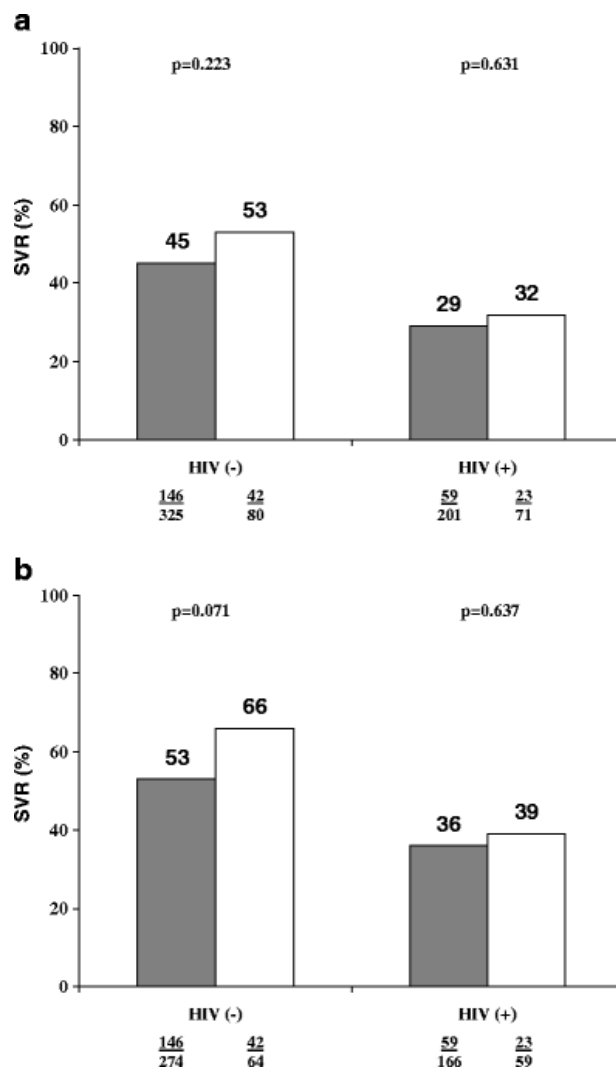 a
100
p=0.223 p=0.631
80
60
53
45
40
32
29
20
0
SVR (%)
HIV (-) HIV (+)
146 42 59 23
325 80 201 71
b
100
p=0.071 p=0.637
80
66
60
53
40
39
36
20
0
SVR (%)
HIV (-) HIV (+)
146 42 59 23
274 64 166 59